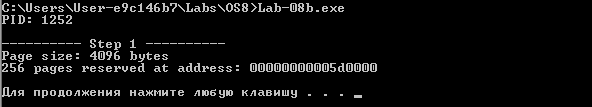 C:\Users\User-e9c146b7\Labs\OS8>Lab-08b.exe
PID: 1252
---------- Step 1 ----------
Page size: 4096 bytes
256 pages reserved at address: 00000000005d0000
Для продолжения нажмите любую клавишу . . . _